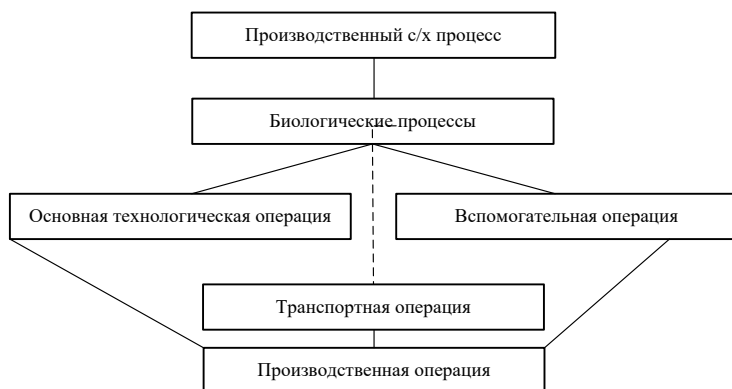 Производственный с/х процесс
Биологические процессы
Основная технологическая операция
Вспомогательная операция
Транспортная операция
Производственная операция